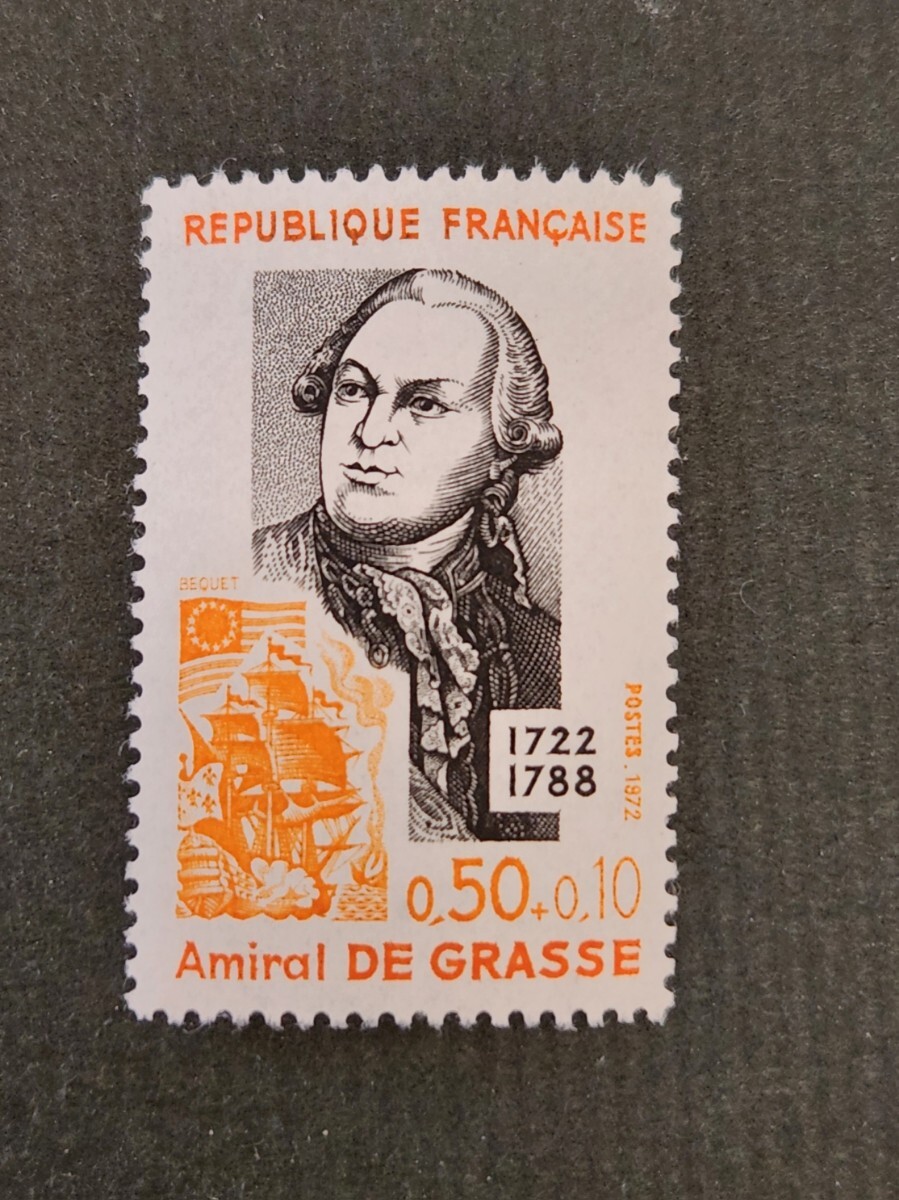 REPUBLIQUE FRANÇAISE
BEQUET
1722
1788
POSTES . 1972
0,50 + 0,10
Amiral DE GRASSE